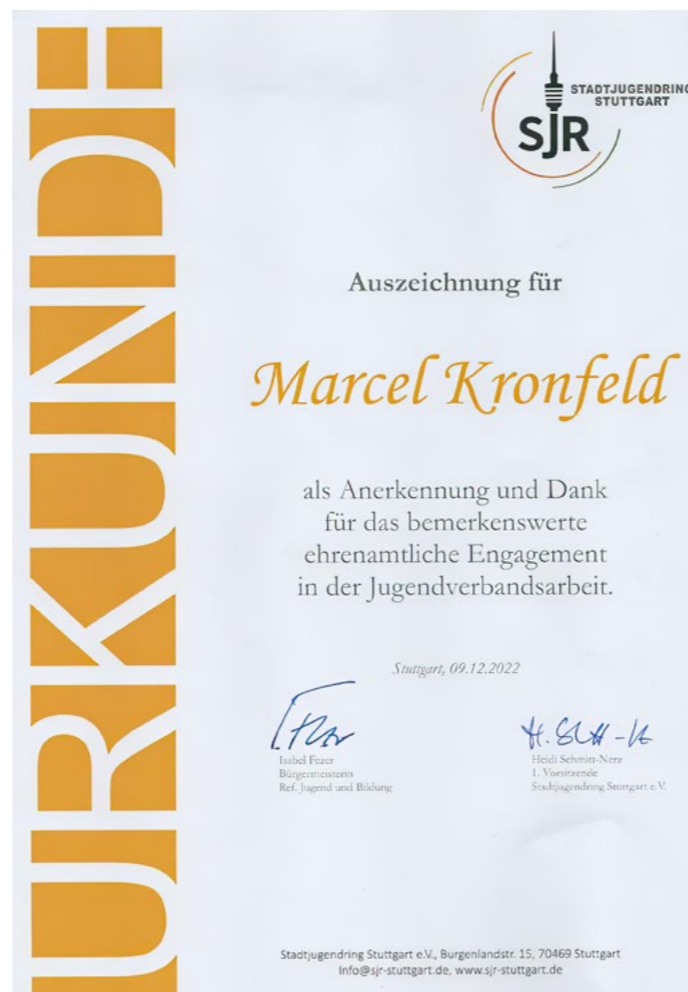 URKUNDE
STADTJUGENDRING
STUTTGART
SJR
Auszeichnung für
Marcel Kronfeld
als Anerkennung und Dank
für das bemerkenswerte
ehrenamtliche Engagement
in der Jugendverbandsarbeit.
Stuttgart, 09.12.2022
Isabel Fezer
Bürgermeisterin
Ref. Jugend und Bildung
H. Schmitt-Nerz
1. Vorsitzende
Stadtjugendring Stuttgart e.V.
Stadtjugendring Stuttgart e.V., Burgenlandstr. 15, 70469 Stuttgart
Info@sjr-stuttgart.de, www.sjr-stuttgart.de